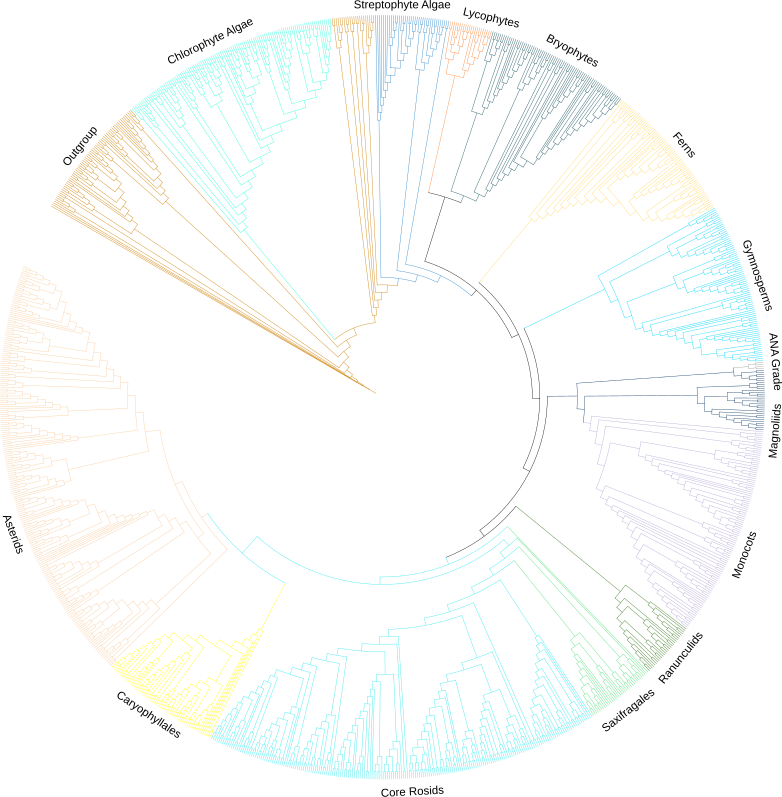 Streptophyte Algae
Lycophytes
Bryophytes
Ferns
Gymnosperms
ANA Grade
Magnoliids
Monocots
Ranunculids
Saxifragales
Core Rosids
Caryophyllales
Asterids
Outgroup
Chlorophyte Algae